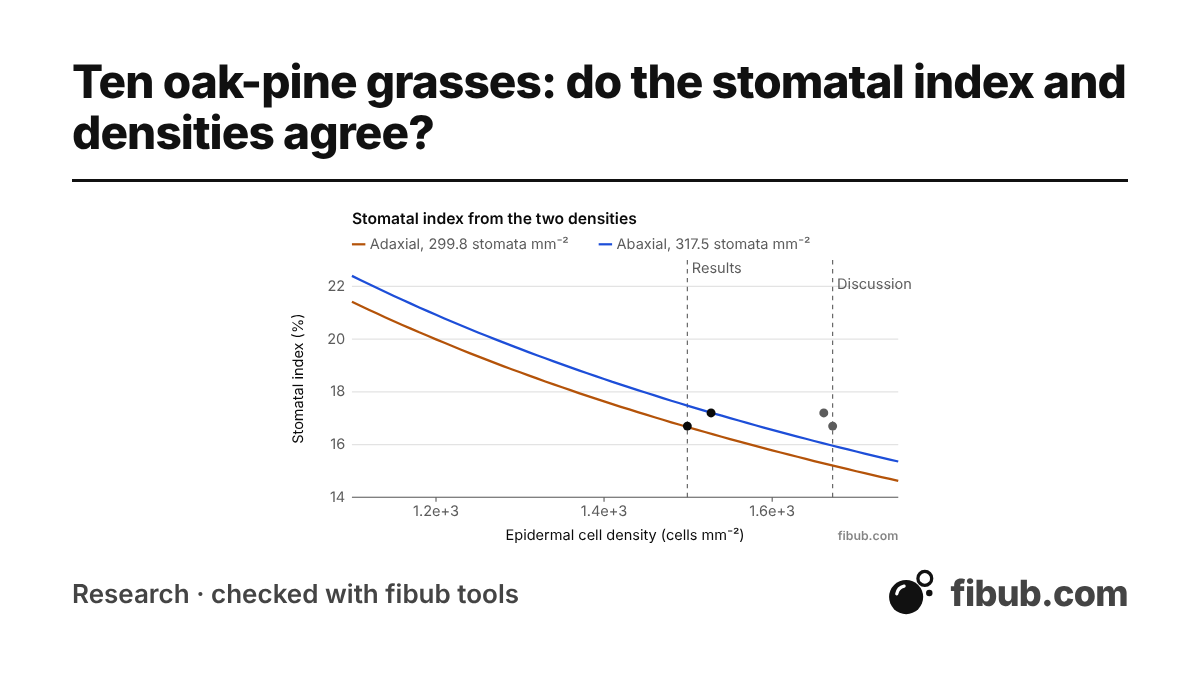 Ten oak-pine grasses: do the stomatal index and
densities agree?
Stomatal index from the two densities
Adaxial, 299.8 stomata mm⁻² Abaxial, 317.5 stomata mm⁻²
Results
Discussion
22
20
18
16
14
Stomatal index (%)
1.2e+3 1.4e+3 1.6e+3
Epidermal cell density (cells mm⁻²)
fibub.com
Research · checked with fibub tools
fibub.com